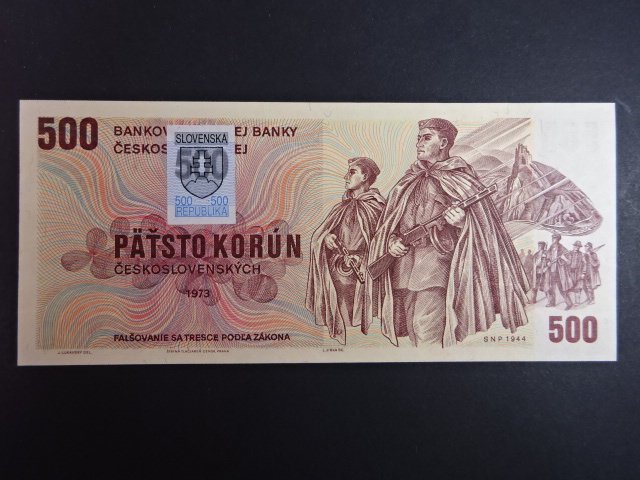 500
BANKOV EJ BANKY
ČESKOS EJ
SLOVENSKÁ
500
500 500
REPUBLIKA
PÄŤSTO KORÚN
ČESKOSLOVENSKÝCH
1973
FALŠOVANIE SA TRESCE PODĽA ZÁKONA
SNP 1944
500